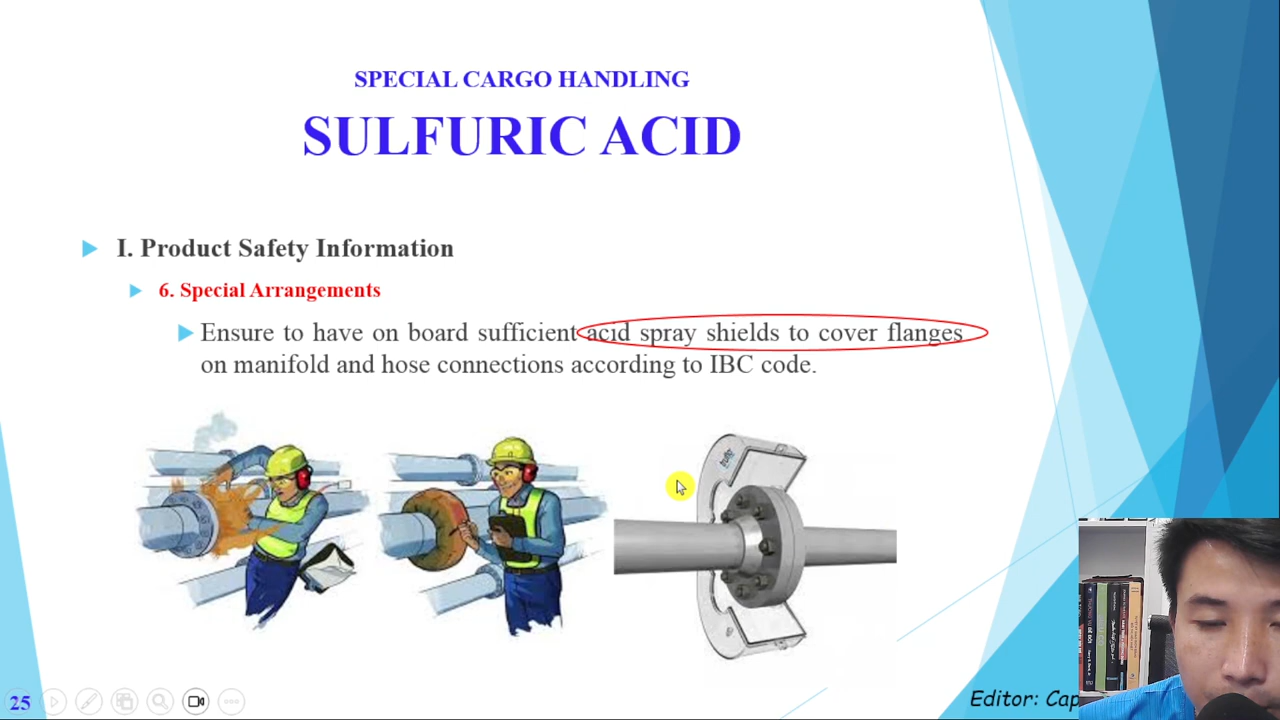 SPECIAL CARGO HANDLING
SULFURIC ACID
I. Product Safety Information
6. Special Arrangements
Ensure to have on board sufficient acid spray shields to cover flanges
on manifold and hose connections according to IBC code.
25
Editor: Cap